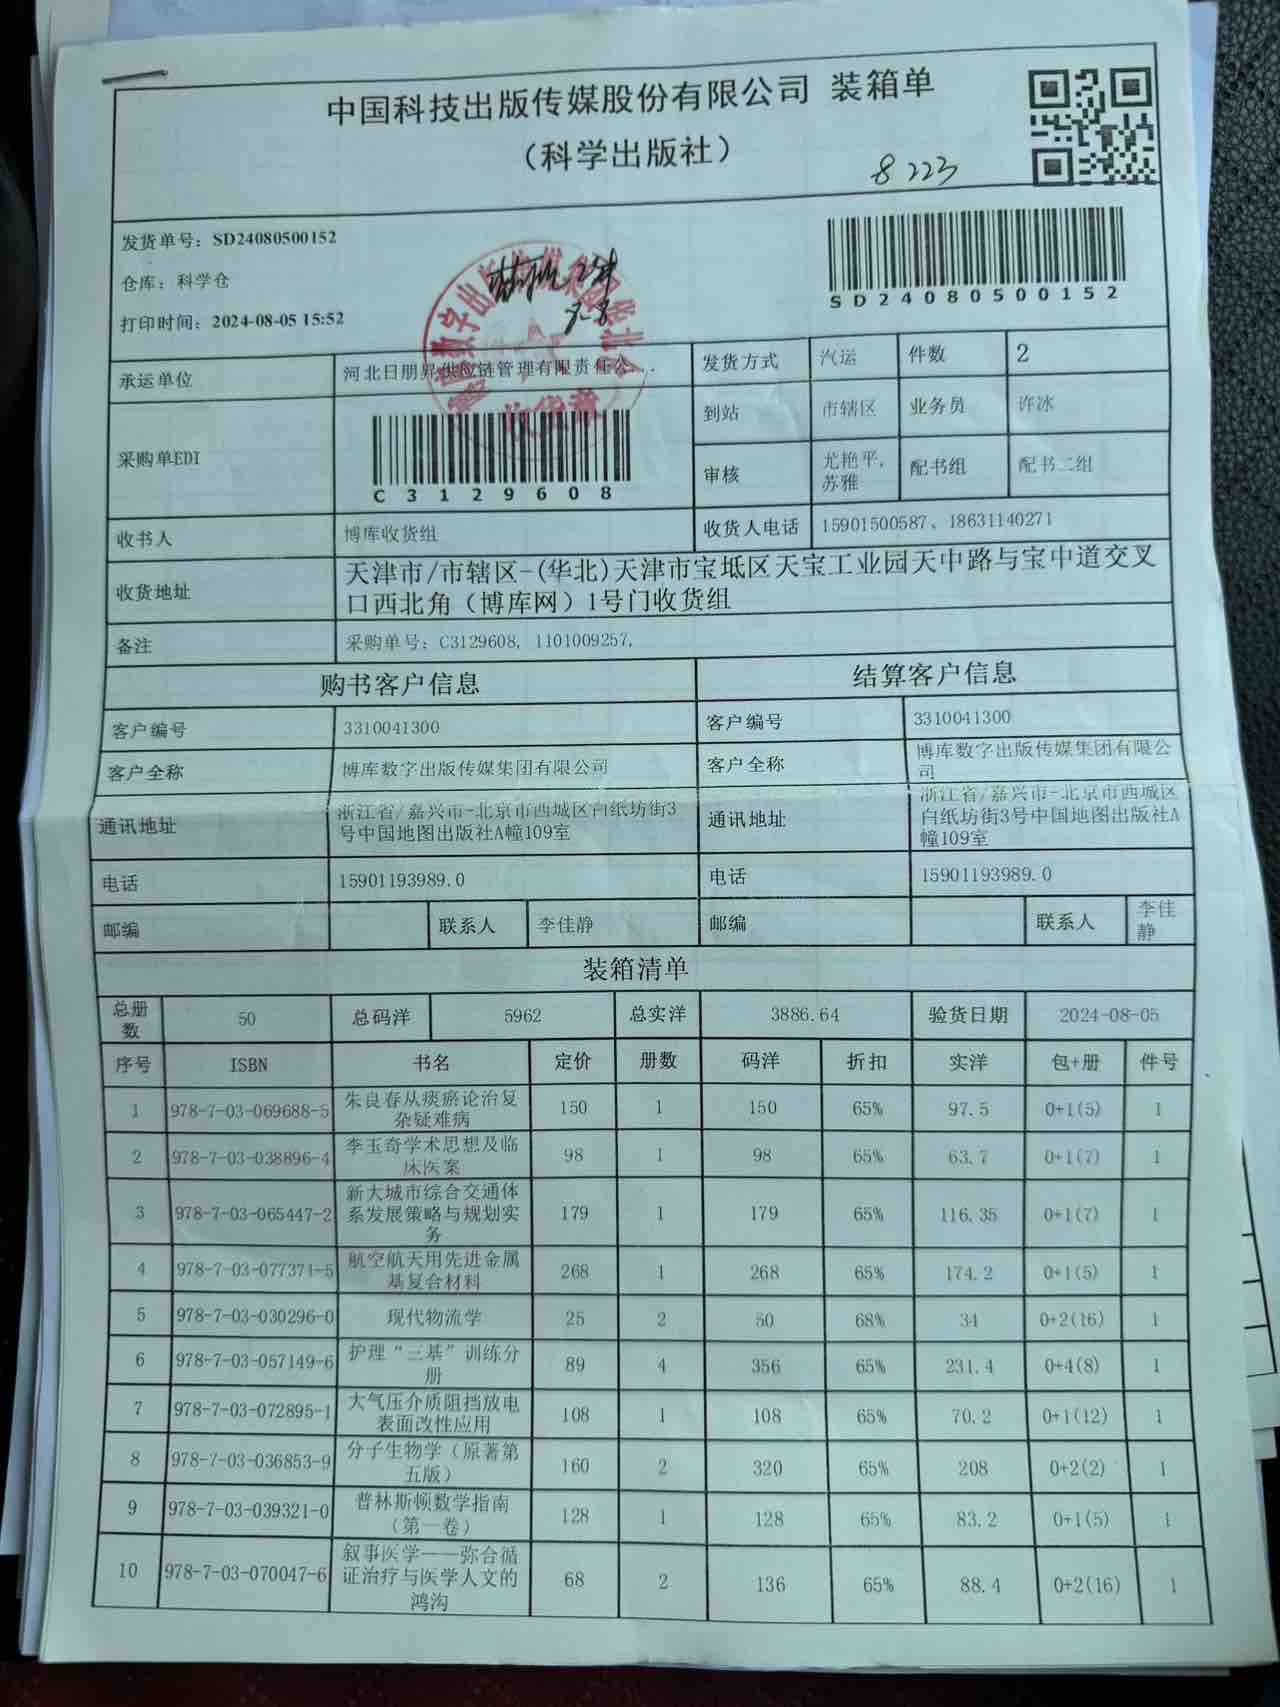 中国科技出版传媒股份有限公司 装箱单
（科学出版社）
8223
发货单号：SD24080500152
仓库：科学仓
打印时间：2024-08-05 15:52
SD24080500152
承运单位 河北日朋昇供应链管理有限责任公 发货方式 汽运 件数 2
到站 市辖区 业务员 许冰
采购单EDI C3129608
审核 尤艳平,苏雅 配书组 配书二组
收书人 博库收货组 收货人电话 15901500587、18631140271
收货地址 天津市/市辖区-(华北)天津市宝坻区天宝工业园天中路与宝中道交叉
口西北角（博库网）1号门收货组
备注 采购单号：C3129608, 1101009257,
购书客户信息 结算客户信息
客户编号 3310041300 客户编号 3310041300
客户全称 博库数字出版传媒集团有限公司 客户全称 博库数字出版传媒集团有限公司
通讯地址 浙江省/嘉兴市-北京市西城区白纸坊街3号中国地图出版社A幢109室 通讯地址 浙江省/嘉兴市-北京市西城区白纸坊街3号中国地图出版社A幢109室
电话 15901193989.0 电话 15901193989.0
邮编 联系人 李佳静 邮编 联系人 李佳静
装箱清单
总册数 50 总码洋 5962 总实洋 3886.64 验货日期 2024-08-05
序号 ISBN 书名 定价 册数 码洋 折扣 实洋 包+册 件号
1 978-7-03-069688-5 朱良春从痰瘀论治复杂疑难病 150 1 150 65% 97.5 0+1(5) 1
2 978-7-03-038896-4 李玉奇学术思想及临床医案 98 1 98 65% 63.7 0+1(7) 1
3 978-7-03-065447-2 新大城市综合交通体系发展策略与规划实务 179 1 179 65% 116.35 0+1(7) 1
4 978-7-03-077371-5 航空航天用先进金属基复合材料 268 1 268 65% 174.2 0+1(5) 1
5 978-7-03-030296-0 现代物流学 25 2 50 68% 34 0+2(16) 1
6 978-7-03-057149-6 护理“三基”训练分册 89 4 356 65% 231.4 0+4(8) 1
7 978-7-03-072895-1 大气压介质阻挡放电表面改性应用 108 1 108 65% 70.2 0+1(12) 1
8 978-7-03-036853-9 分子生物学（原著第五版） 160 2 320 65% 208 0+2(2) 1
9 978-7-03-039321-0 普林斯顿数学指南（第一卷） 128 1 128 65% 83.2 0+1(5) 1
10 978-7-03-070047-6 叙事医学——弥合循证治疗与医学人文的鸿沟 68 2 136 65% 88.4 0+2(16) 1